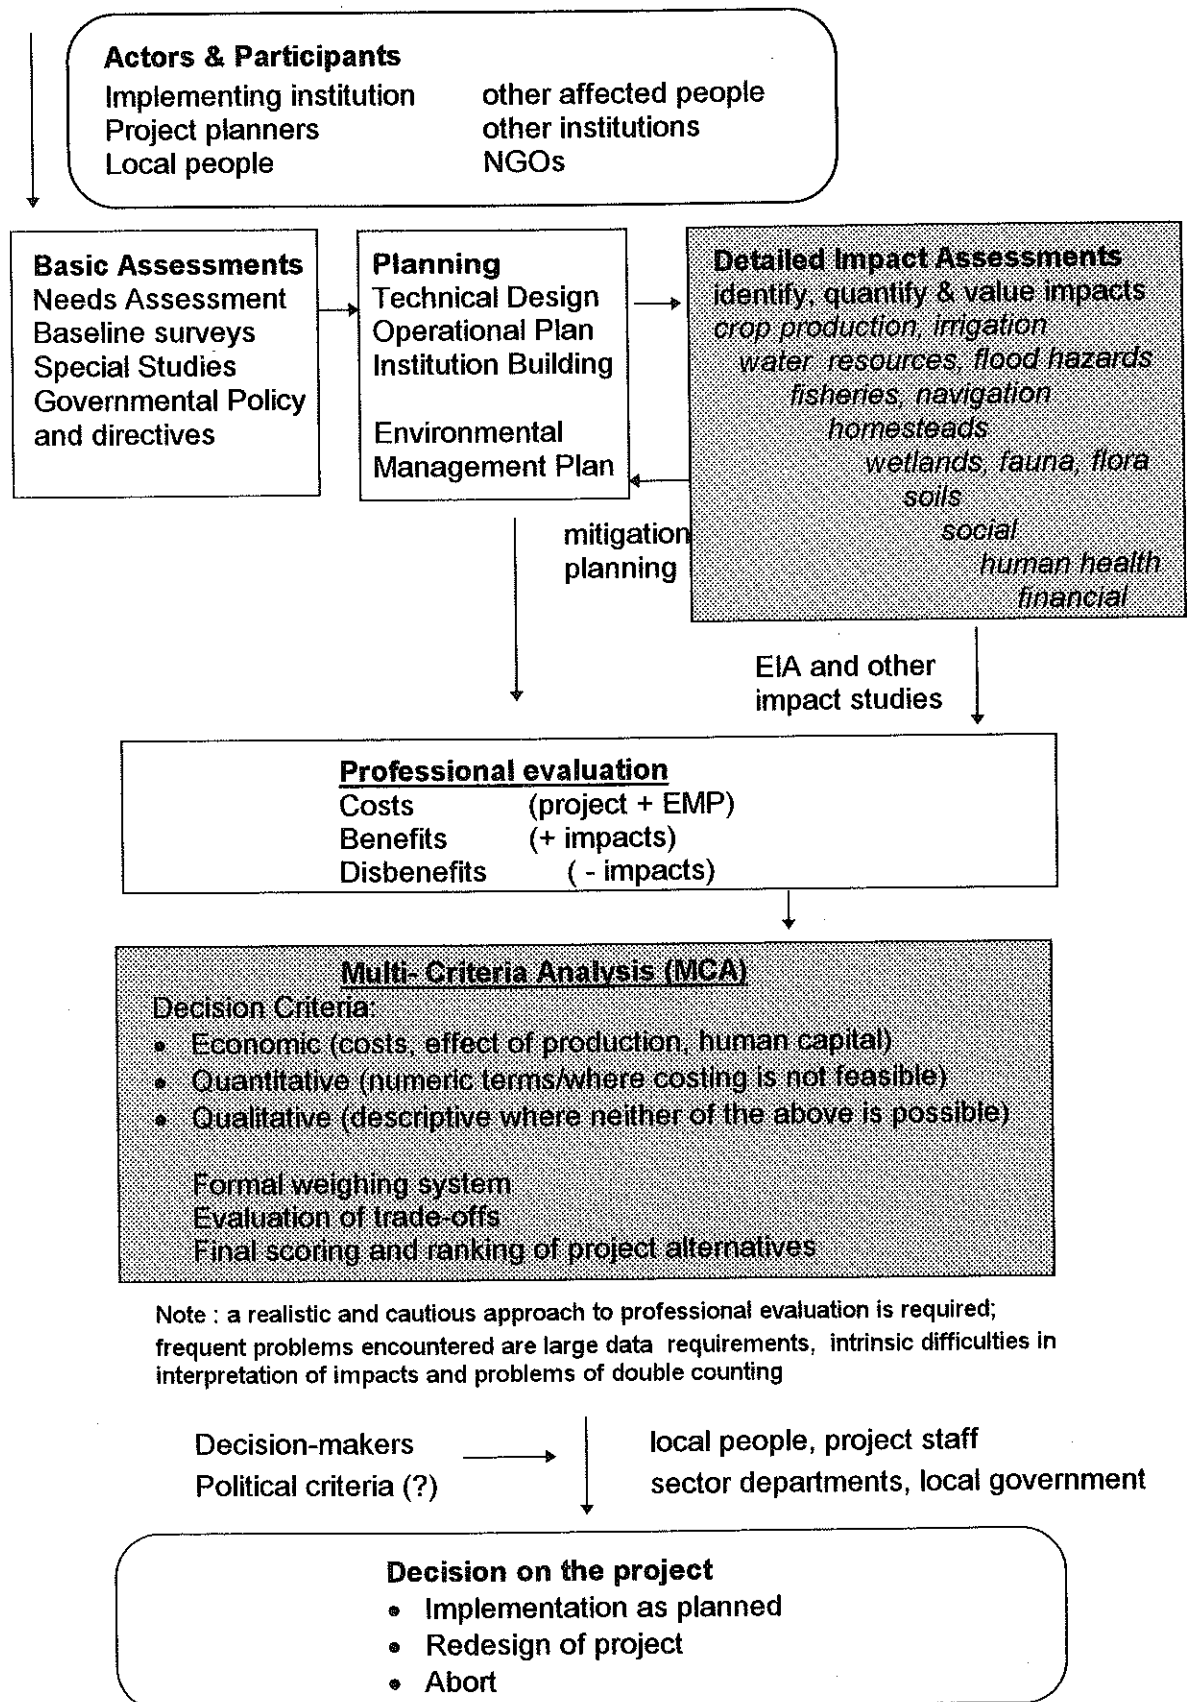 Actors & Participants
Implementing institution other affected people
Project planners other institutions
Local people NGOs
Basic Assessments
Needs Assessment
Baseline surveys
Special Studies
Governmental Policy
and directives
Planning
Technical Design
Operational Plan
Institution Building
Environmental
Management Plan
Detailed Impact Assessments
identify, quantify & value impacts
crop production, irrigation
water resources, flood hazards
fisheries, navigation
homesteads
wetlands, fauna, flora
soils
social
human health
financial
mitigation
planning
EIA and other
impact studies
Professional evaluation
Costs (project + EMP)
Benefits (+ impacts)
Disbenefits ( - impacts)
Multi- Criteria Analysis (MCA)
Decision Criteria:
• Economic (costs, effect of production, human capital)
• Quantitative (numeric terms/where costing is not feasible)
• Qualitative (descriptive where neither of the above is possible)
Formal weighing system
Evaluation of trade-offs
Final scoring and ranking of project alternatives
Note : a realistic and cautious approach to professional evaluation is required;
frequent problems encountered are large data requirements, intrinsic difficulties in
interpretation of impacts and problems of double counting
Decision-makers
Political criteria (?)
local people, project staff
sector departments, local government
Decision on the project
• Implementation as planned
• Redesign of project
• Abort